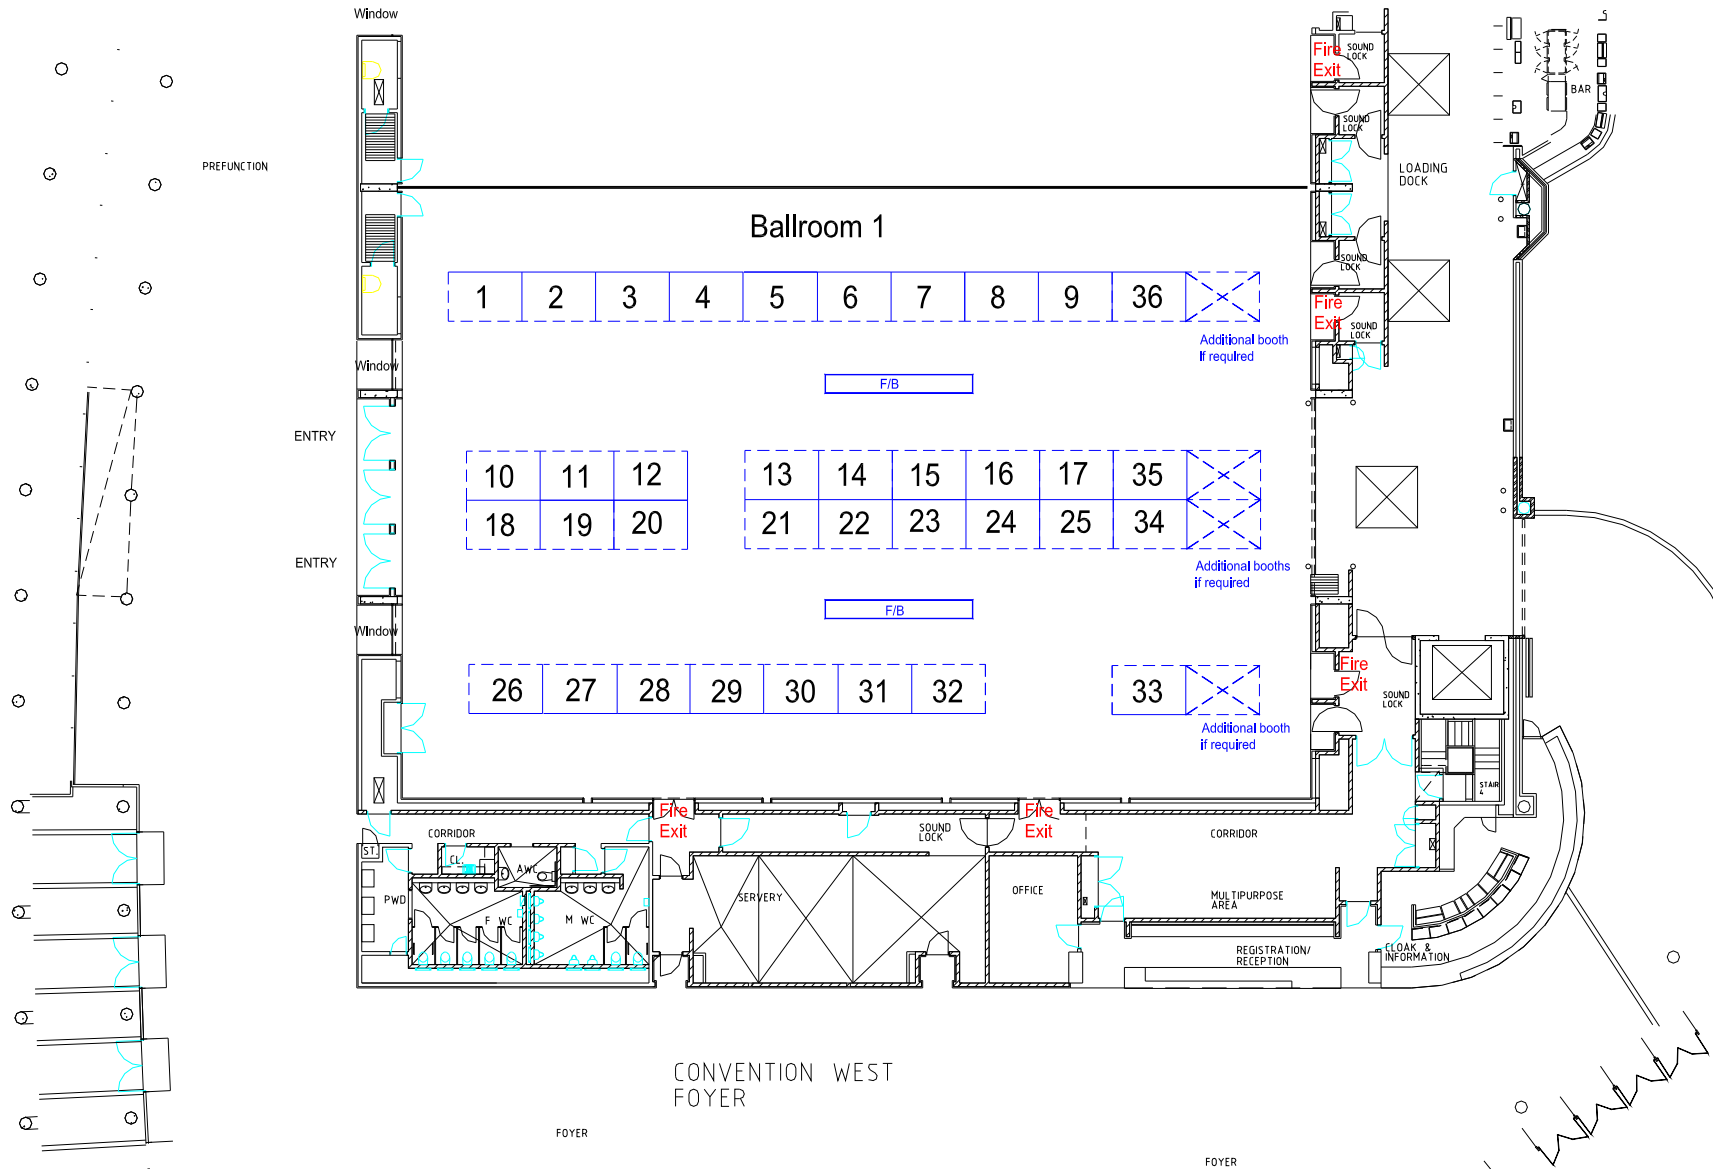 Window
Fire
Exit
SOUND
LOCK
BAR
SOUND
LOCK
PREFUNCTION
LOADING
DOCK
Ballroom 1
SOUND
LOCK
1 2 3 4 5 6 7 8 9 36
Fire
Exit
SOUND
LOCK
Additional booth
If required
Window
F/B
ENTRY
10 11 12 13 14 15 16 17 35
18 19 20 21 22 23 24 25 34
ENTRY
Additional booths
if required
F/B
Window
Fire
Exit
26 27 28 29 30 31 32 33
SOUND
LOCK
Additional booth
if required
STAIR
4
Fire
Exit
Fire
Exit
CORRIDOR
SOUND
LOCK
CORRIDOR
ST.
CL.
AWC
PWD
F WC
M WC
SERVERY
OFFICE
MULTIPURPOSE
AREA
REGISTRATION/
RECEPTION
CLOAK &
INFORMATION
CONVENTION WEST
FOYER
FOYER
FOYER